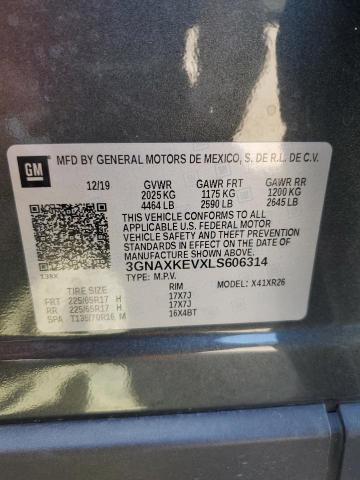 GM
MFD BY GENERAL MOTORS DE MEXICO, S. DE R.L. DE C.V.
12/19 GVWR GAWR FRT GAWR RR
2025 KG 1175 KG 1200 KG
4464 LB 2590 LB 2645 LB
THIS VEHICLE CONFORMS TO ALL
APPLICABLE U.S. FEDERAL MOTOR
VEHICLE SAFETY AND THEFT
PREVENTION STANDARDS IN EFFECT
ON THE DATE OF MANUFACTURE
SHOWN ABOVE.
3GNAXKEVXLS606314
TYPE: M.P.V. MODEL: X41XR26
TIRE SIZE RIM
FRT 225/65R17 H 17X7J
RR 225/65R17 H 17X7J
SPA T135/70R16 M 16X4BT